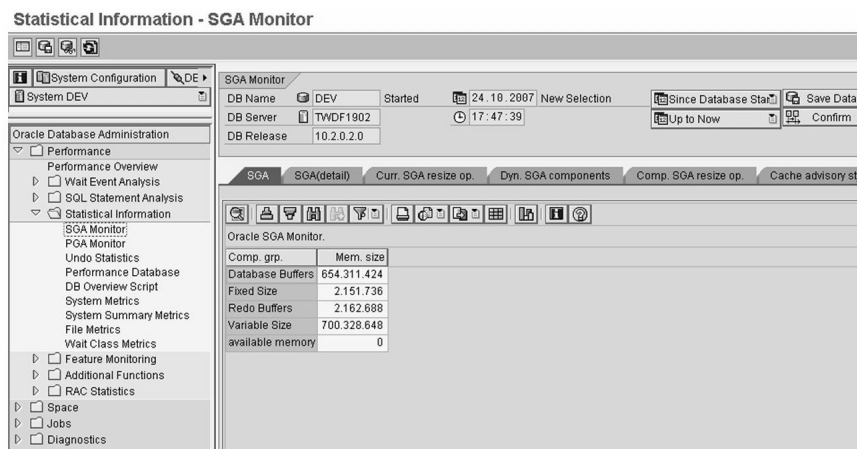 Statistical Information - SGA Monitor
System Configuration DE
System DEV
SGA Monitor
DB Name DEV Started 24.10.2007 New Selection Since Database Start Save Data
DB Server TWDF1902 17:47:39 Up to Now Confirm
DB Release 10.2.0.2.0
Oracle Database Administration
Performance
Performance Overview
Wait Event Analysis
SQL Statement Analysis
Statistical Information
SGA Monitor
PGA Monitor
Undo Statistics
Performance Database
DB Overview Script
System Metrics
System Summary Metrics
File Metrics
Wait Class Metrics
Feature Monitoring
Additional Functions
RAC Statistics
Space
Jobs
Diagnostics
SGA SGA(detail) Curr. SGA resize op. Dyn. SGA components Comp. SGA resize op. Cache advisory st
Oracle SGA Monitor.
Comp. grp. Mem. size
Database Buffers 654.311.424
Fixed Size 2.151.736
Redo Buffers 2.162.688
Variable Size 700.328.648
available memory 0